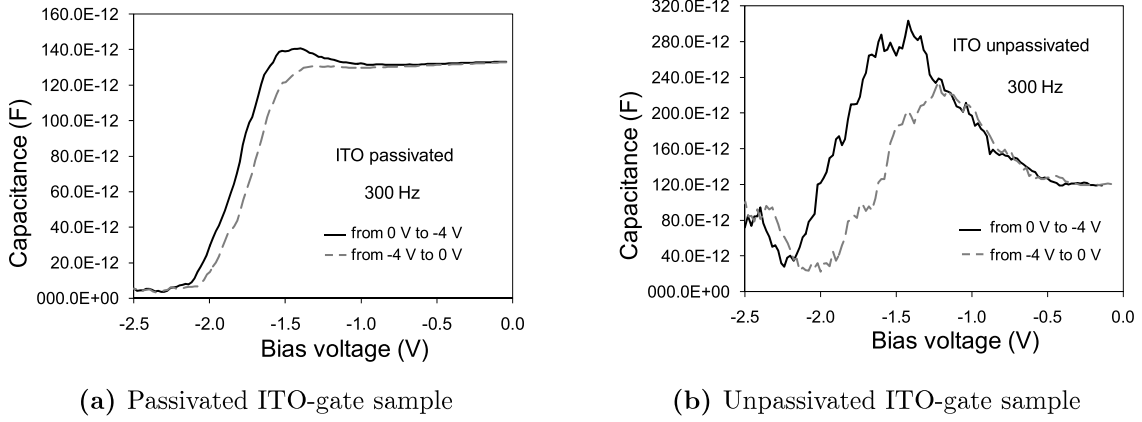 160.0E-12
140.0E-12
120.0E-12
100.0E-12
80.0E-12
60.0E-12
40.0E-12
20.0E-12
000.0E+00
Capacitance (F)
ITO passivated
300 Hz
from 0 V to -4 V
from -4 V to 0 V
-2.5 -2.0 -1.5 -1.0 -0.5 0.0
Bias voltage (V)
(a) Passivated ITO-gate sample
320.0E-12
280.0E-12
240.0E-12
200.0E-12
160.0E-12
120.0E-12
80.0E-12
40.0E-12
000.0E+00
Capacitance (F)
ITO unpassivated
300 Hz
from 0 V to -4 V
from -4 V to 0 V
-2.5 -2.0 -1.5 -1.0 -0.5 0.0
Bias voltage (V)
(b) Unpassivated ITO-gate sample